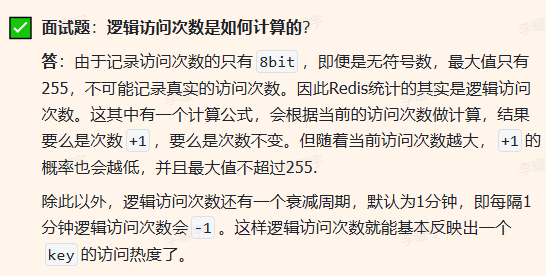 面试题：逻辑访问次数是如何计算的？
答：由于记录访问次数的只有 8bit ，即便是无符号数，最大值只有
255，不可能记录真实的访问次数。因此Redis统计的其实是逻辑访问
次数。这其中有一个计算公式，会根据当前的访问次数做计算，结果
要么是次数 +1 ，要么是次数不变。但随着当前访问次数越大， +1 的
概率也会越低，并且最大值不超过255.
除此以外，逻辑访问次数还有一个衰减周期，默认为1分钟，即每隔1
分钟逻辑访问次数会 -1 。这样逻辑访问次数就能基本反映出一个
key 的访问热度了。